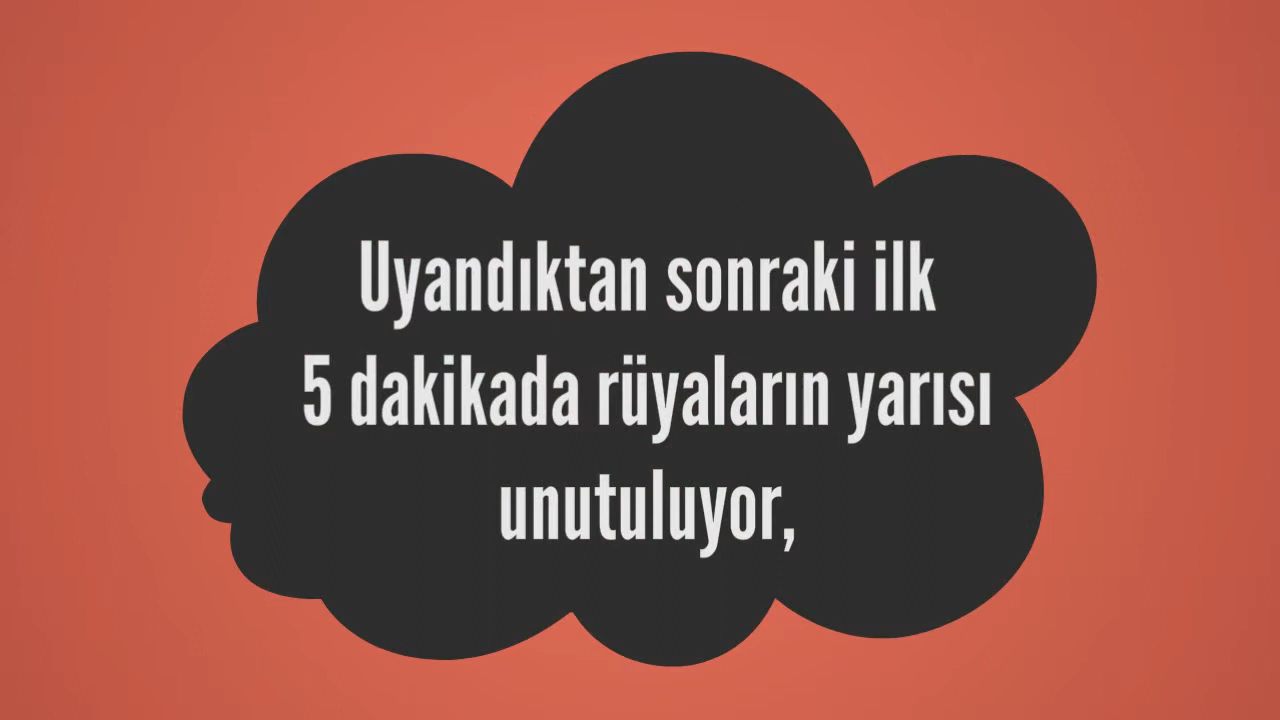 Uyandıktan sonraki ilk
5 dakikada rüyaların yarısı
unutuluyor,